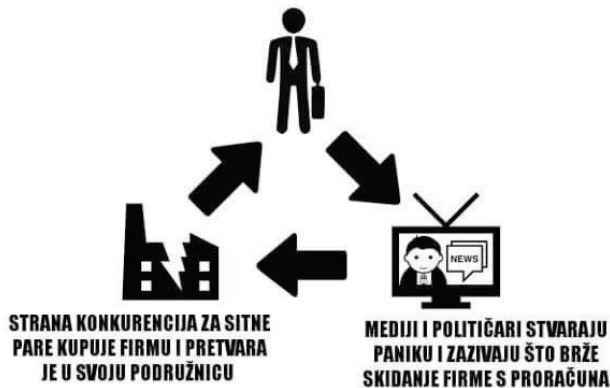 NEWS
STRANA KONKURENCIJA ZA SITNE
PARE KUPUJE FIRMU I PRETVARA
JE U SVOJU PODRUŽNICU
MEDIJI I POLITIČARI STVARAJU
PANIKU I ZAZIVAJU ŠTO BRŽE
SKIDANJE FIRME S PRORAČUNA